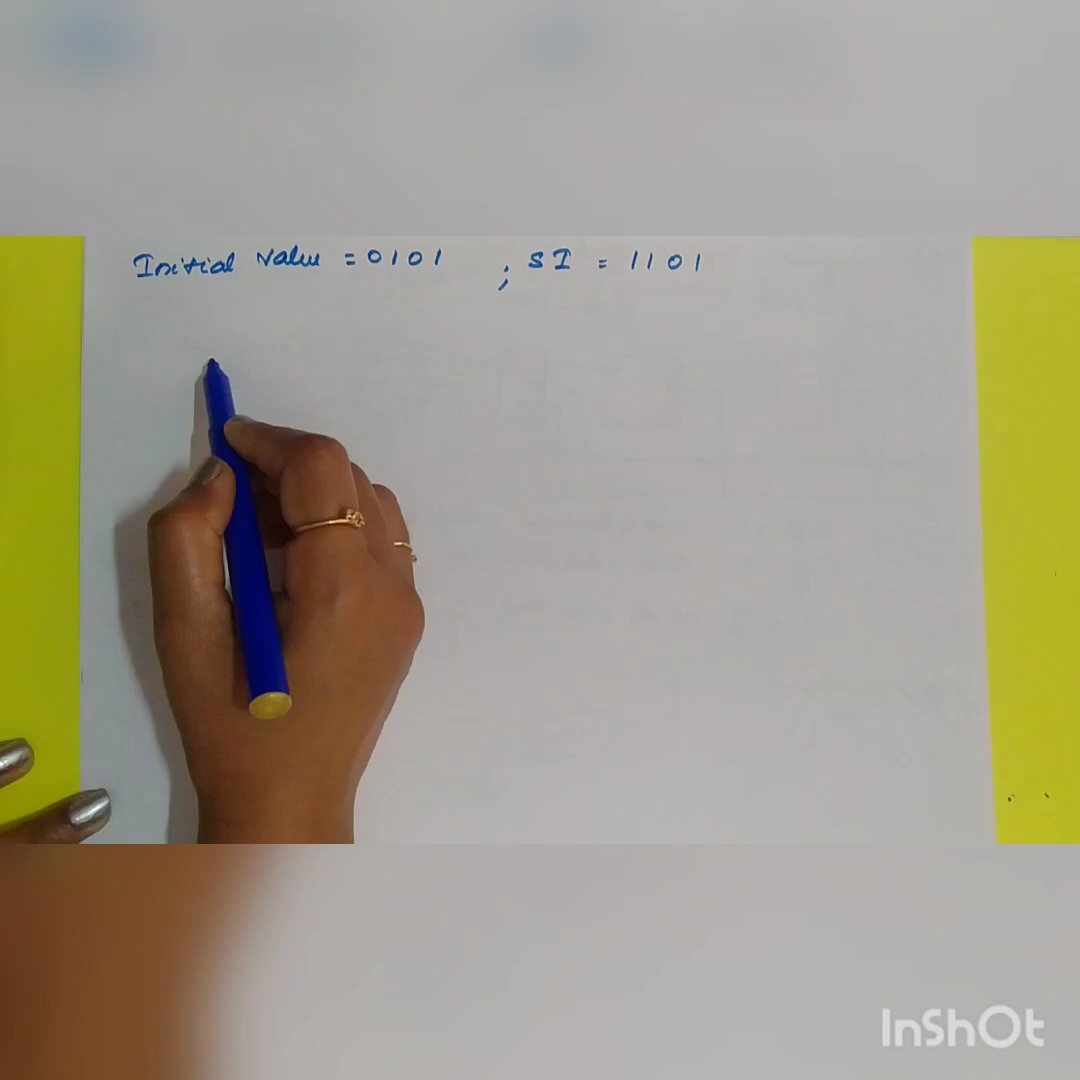 Initial value = 0101 ; SI = 1101
InShOt